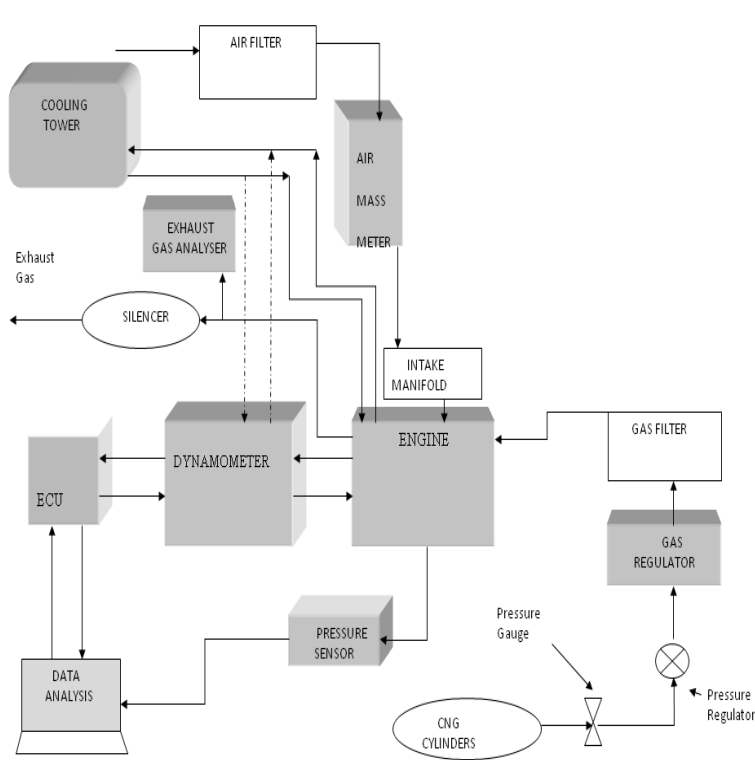 AIR FILTER
COOLING
TOWER
AIR
MASS
METER
EXHAUST
GAS ANALYSER
Exhaust
Gas
SILENCER
INTAKE
MANIFOLD
ENGINE
GAS FILTER
DYNAMOMETER
ECU
GAS
REGULATOR
Pressure
Gauge
PRESSURE
SENSOR
DATA
ANALYSIS
Pressure
Regulator
CNG
CYLINDERS